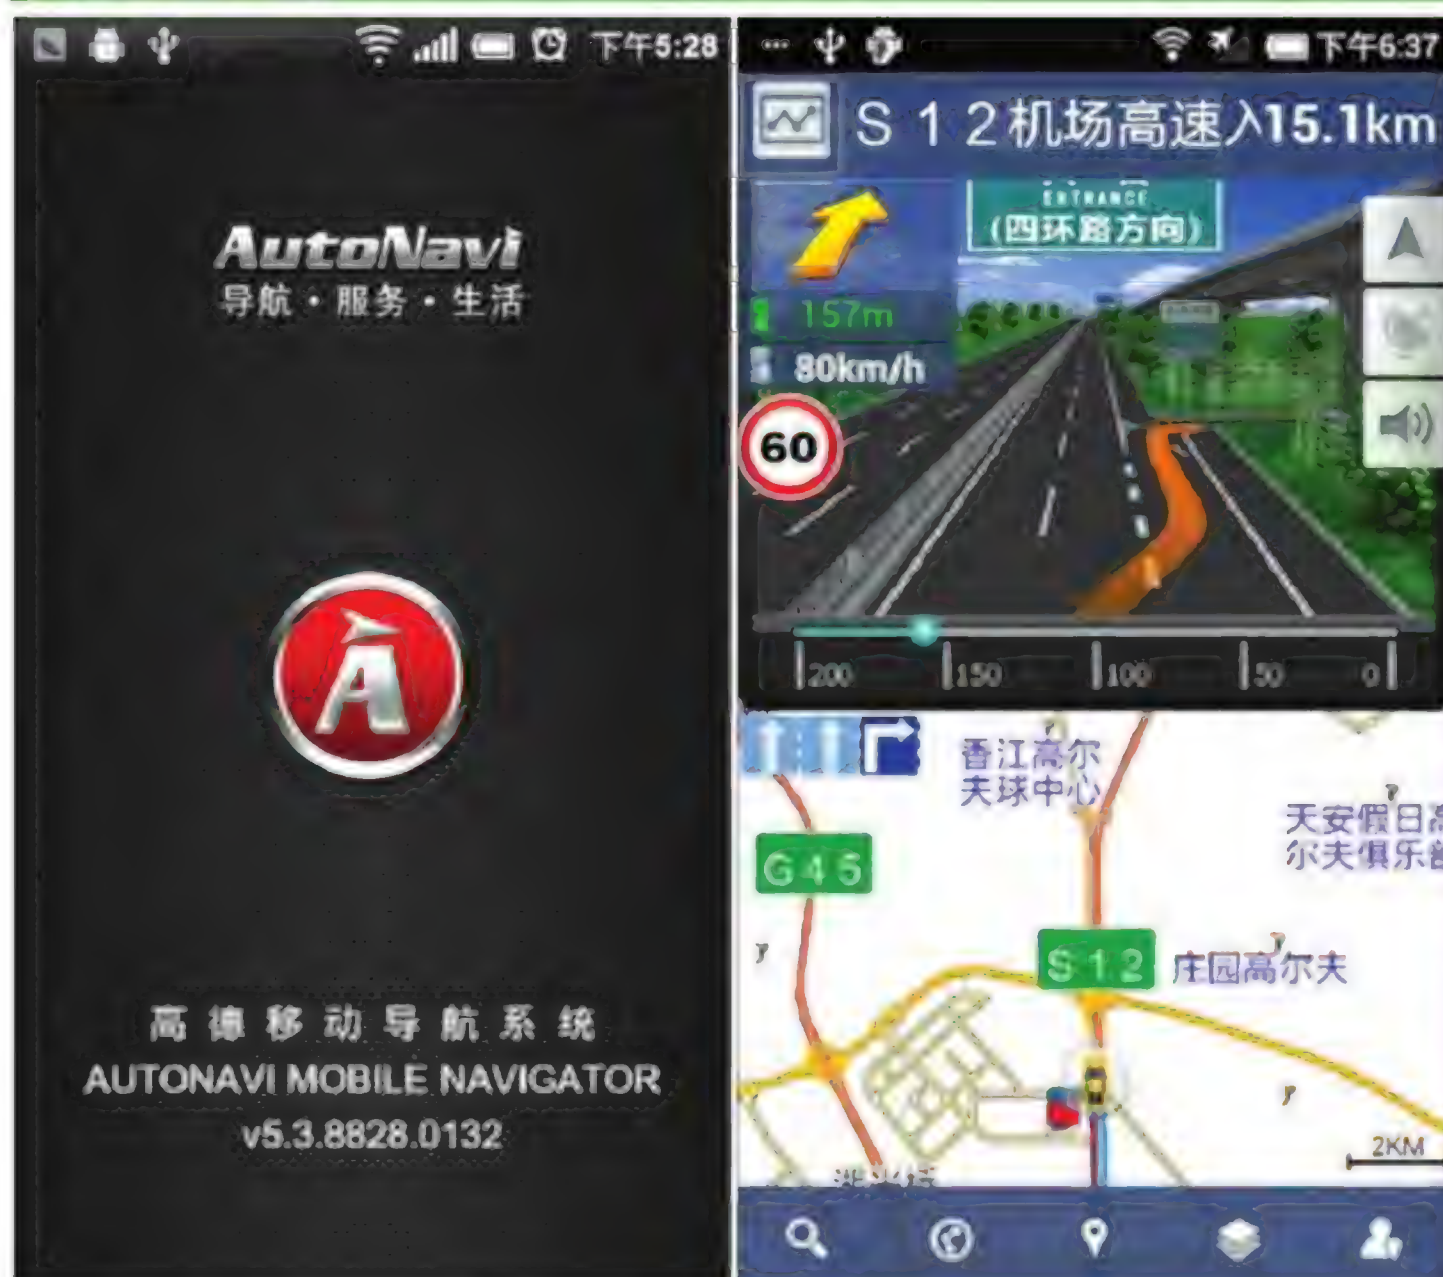 下午5:28
AutoNavi
导航·服务·生活
高德移动导航系统
AUTONAVI MOBILE NAVIGATOR
v5.3.8828.0132
下午6:37
S12机场高速入15.1km
ENTRANCE
(四环路方向)
157m
80km/h
60
200 150 100 50 0
香江高尔
夫球中心
天安假日高
尔夫俱乐部
G45
S12
庄园高尔夫
2KM